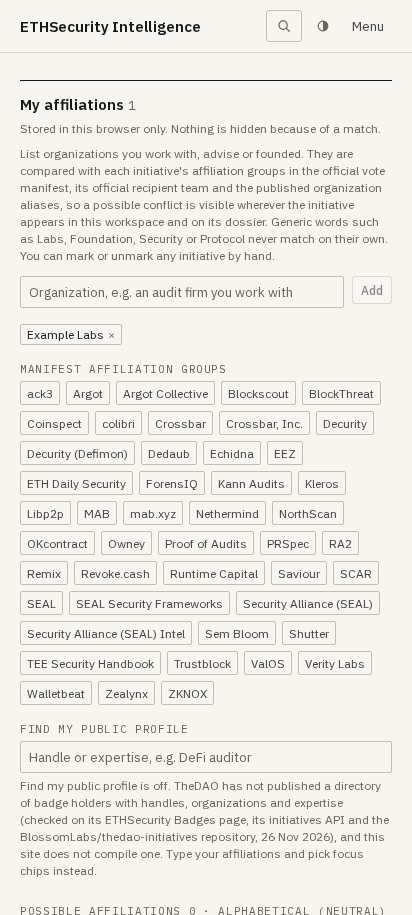 ETHSecurity Intelligence
Menu
My affiliations 1
Stored in this browser only. Nothing is hidden because of a match.
List organizations you work with, advise or founded. They are
compared with each initiative's affiliation groups in the official vote
manifest, its official recipient team and the published organization
aliases, so a possible conflict is visible wherever the initiative
appears in this workspace and on its dossier. Generic words such
as Labs, Foundation, Security or Protocol never match on their own.
You can mark or unmark any initiative by hand.
Organization, e.g. an audit firm you work with
Add
Example Labs ×
MANIFEST AFFILIATION GROUPS
ack3 Argot Argot Collective Blockscout BlockThreat
Coinspect colibri Crossbar Crossbar, Inc. Decurity
Decurity (Defimon) Dedaub Echidna EEZ
ETH Daily Security ForensIQ Kann Audits Kleros
Libp2p MAB mab.xyz Nethermind NorthScan
OKcontract Owney Proof of Audits PRSpec RA2
Remix Revoke.cash Runtime Capital Saviour SCAR
SEAL SEAL Security Frameworks Security Alliance (SEAL)
Security Alliance (SEAL) Intel Sem Bloom Shutter
TEE Security Handbook Trustblock ValOS Verity Labs
Walletbeat Zealynx ZKNOX
FIND MY PUBLIC PROFILE
Handle or expertise, e.g. DeFi auditor
Find my public profile is off. TheDAO has not published a directory
of badge holders with handles, organizations and expertise
(checked on its ETHSecurity Badges page, its initiatives API and the
BlossomLabs/thedao-initiatives repository, 26 Nov 2026), and this
site does not compile one. Type your affiliations and pick focus
chips instead.
POSSIBLE AFFILIATIONS 0 · ALPHABETICAL (NEUTRAL)